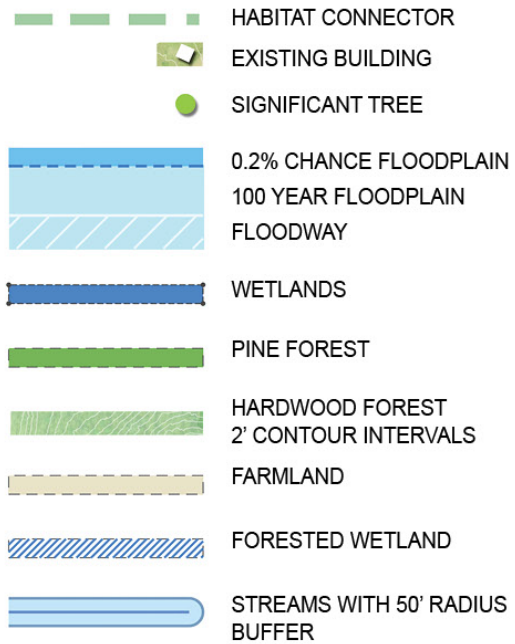 HABITAT CONNECTOR
EXISTING BUILDING
SIGNIFICANT TREE
0.2% CHANCE FLOODPLAIN
100 YEAR FLOODPLAIN
FLOODWAY
WETLANDS
PINE FOREST
HARDWOOD FOREST
2' CONTOUR INTERVALS
FARMLAND
FORESTED WETLAND
STREAMS WITH 50' RADIUS
BUFFER